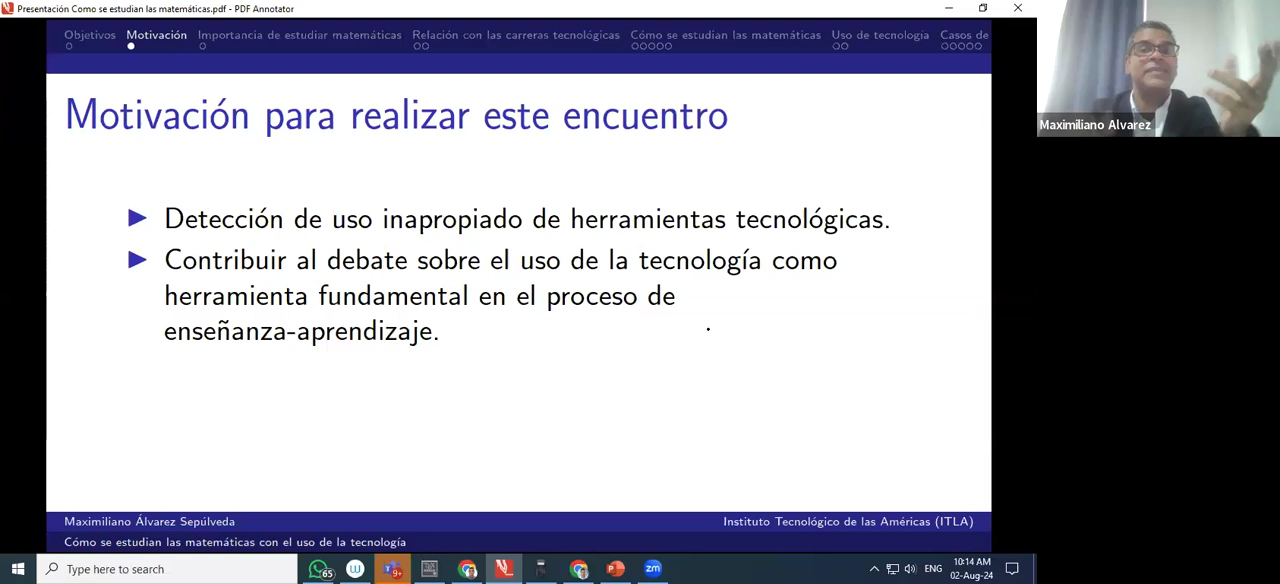 Presentación Como se estudian las matemáticas.pdf - PDF Annotator
Objetivos Motivación Importancia de estudiar matemáticas Relación con las carreras tecnológicas Cómo se estudian las matemáticas Uso de tecnología Casos de
Motivación para realizar este encuentro
Detección de uso inapropiado de herramientas tecnológicas.
Contribuir al debate sobre el uso de la tecnología como
herramienta fundamental en el proceso de
enseñanza-aprendizaje.
Maximiliano Alvarez
Maximiliano Álvarez Sepúlveda Instituto Tecnológico de las Américas (ITLA)
Cómo se estudian las matemáticas con el uso de la tecnología
Type here to search
65
9+
zm
ENG
10:14 AM
02-Aug-24